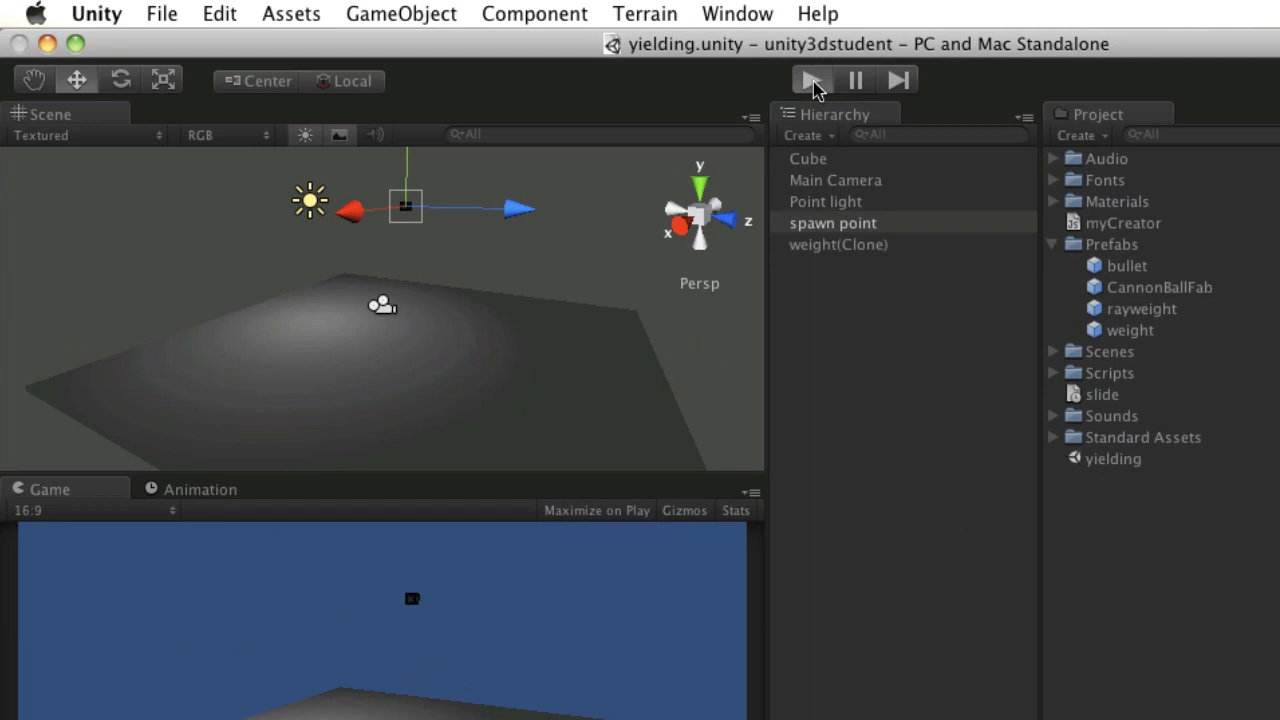 Unity File Edit Assets GameObject Component Terrain Window Help
yielding.unity – unity3dstudent – PC and Mac Standalone
Center Local
Scene
Textured RGB All
y
x
z
Persp
Game Animation
16:9 Maximize on Play Gizmos Stats
Hierarchy
Create All
Cube
Main Camera
Point light
spawn point
weight(Clone)
Project
Create All
Audio
Fonts
Materials
myCreator
Prefabs
bullet
CannonBallFab
rayweight
weight
Scenes
Scripts
slide
Sounds
Standard Assets
yielding